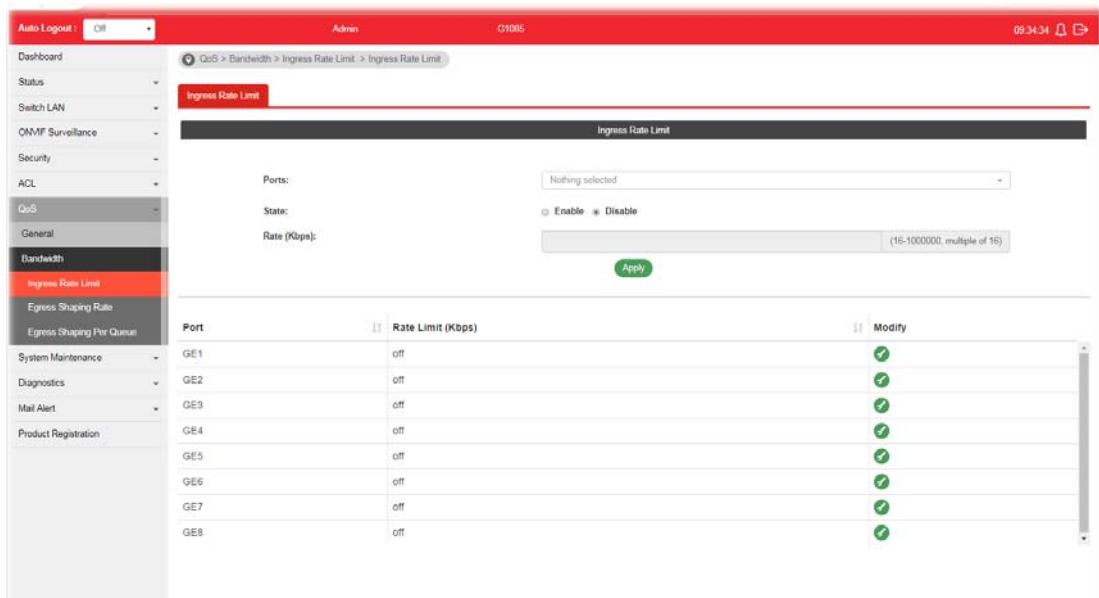 Auto Logout : Off Admin G1085 09:34:34
Dashboard
Status
Switch LAN
ONVIF Surveillance
Security
ACL
QoS
General
Bandwidth
Ingress Rate Limit
Egress Shaping Rate
Egress Shaping Per Queue
System Maintenance
Diagnostics
Mail Alert
Product Registration
QoS > Bandwidth > Ingress Rate Limit > Ingress Rate Limit
Ingress Rate Limit
Ingress Rate Limit
Ports: Nothing selected
State: Enable Disable
Rate (Kbps): (16-1000000, multiple of 16)
Apply
Port Rate Limit (Kbps) Modify
GE1 off
GE2 off
GE3 off
GE4 off
GE5 off
GE6 off
GE7 off
GE8 off